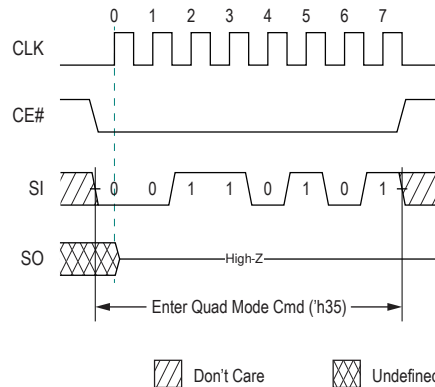 0 1 2 3 4 5 6 7
CLK
CE#
SI 0 0 1 1 0 1 0 1
SO High-Z
Enter Quad Mode Cmd ('h35)
Don't Care Undefined